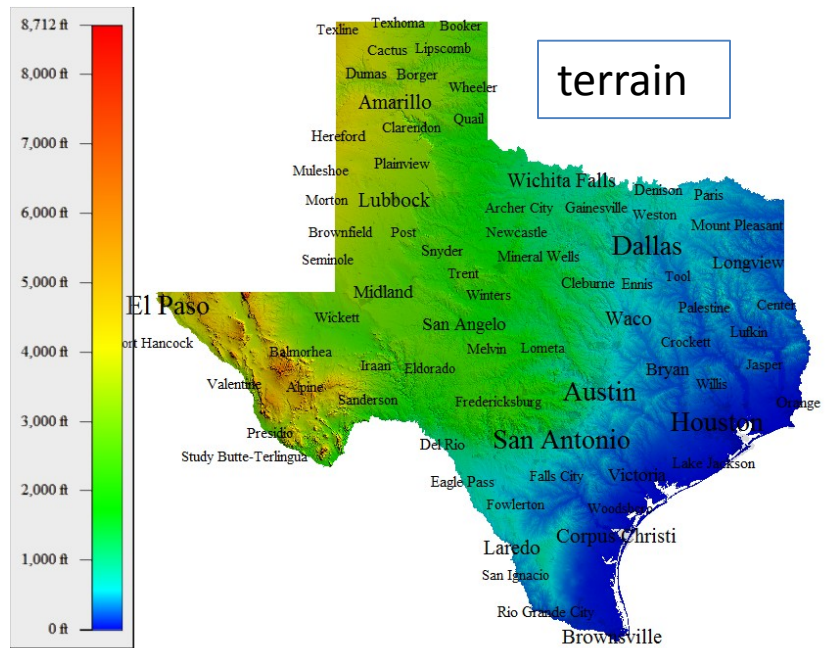 8,712 ft
8,000 ft
7,000 ft
6,000 ft
5,000 ft
4,000 ft
3,000 ft
2,000 ft
1,000 ft
0 ft
terrain
Texline Texhoma Booker
Cactus Lipscomb
Dumas Borger
Wheeler
Amarillo
Quail
Hereford Clarendon
Muleshoe Plainview
Wichita Falls
Denison Paris
Morton Lubbock
Archer City Gainesville
Weston
Mount Pleasant
Brownfield Post
Newcastle
Dallas
Snyder
Mineral Wells
Seminole
Longview
Trent
Cleburne Ennis Tool
Midland Winters
El Paso
Palestine Center
Wickett
San Angelo
Waco
Lufkin
ort Hancock
Crockett
Balmorhea
Melvin Lometa
Iraan Eldorado
Bryan
Jasper
Valentine Alpine
Willis
Sanderson
Fredericksburg
Austin
Orange
Houston
Presidio
Del Rio
San Antonio
Study Butte-Terlingua
Lake Jackson
Eagle Pass
Falls City
Victoria
Fowlerton
Woodsboro
Corpus Christi
Laredo
San Ignacio
Rio Grande City
Brownsville